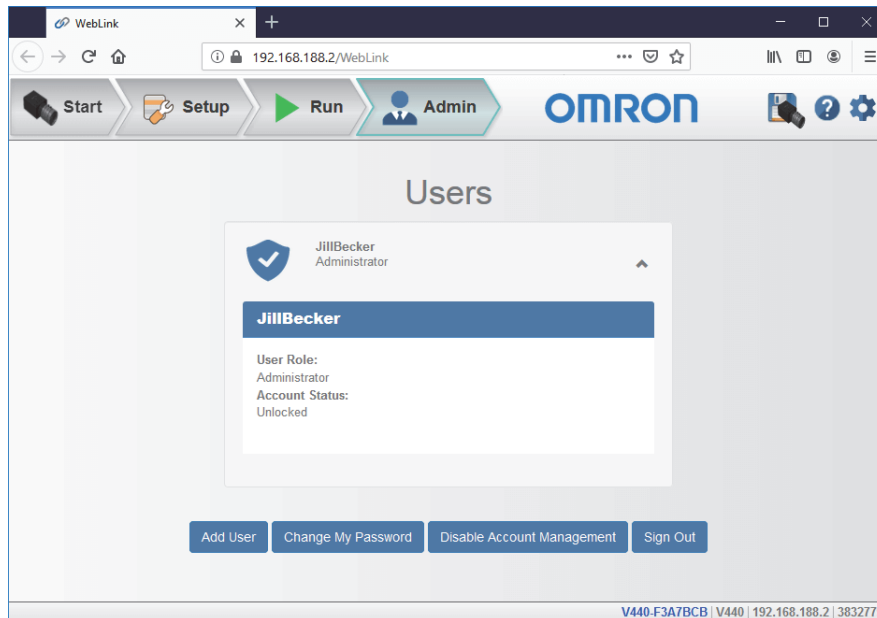 WebLink
192.168.188.2/WebLink
Start Setup Run Admin OMRON
Users
JillBecker
Administrator
JillBecker
User Role:
Administrator
Account Status:
Unlocked
Add User Change My Password Disable Account Management Sign Out
V440-F3A7BCB | V440 | 192.168.188.2 | 383277